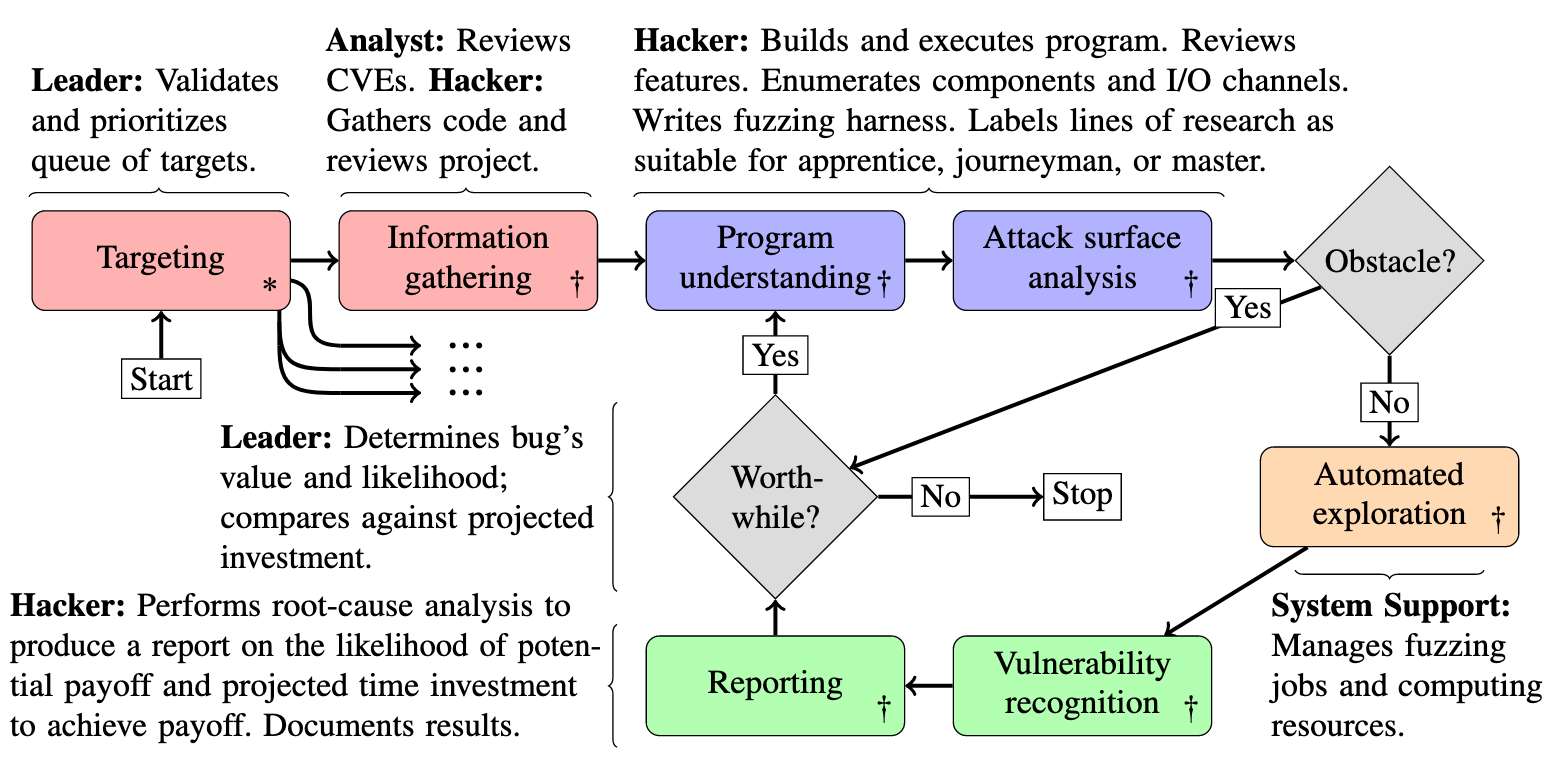 Leader: Validates
and prioritizes
queue of targets.
Analyst: Reviews
CVEs. Hacker:
Gathers code and
reviews project.
Hacker: Builds and executes program. Reviews
features. Enumerates components and I/O channels.
Writes fuzzing harness. Labels lines of research as
suitable for apprentice, journeyman, or master.
Targeting
*
Information
gathering †
Program
understanding †
Attack surface
analysis †
Obstacle?
Yes
No
Start
...
...
...
Yes
Leader: Determines bug's
value and likelihood;
compares against projected
investment.
Worth-
while?
No
Stop
Automated
exploration †
Hacker: Performs root-cause analysis to
produce a report on the likelihood of poten-
tial payoff and projected time investment
to achieve payoff. Documents results.
Reporting
†
Vulnerability
recognition †
System Support:
Manages fuzzing
jobs and computing
resources.